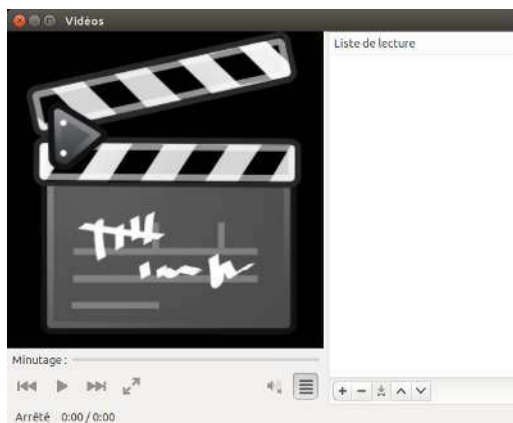 Vidéos
Liste de lecture
Minutage :
Arrêté 0:00 / 0:00